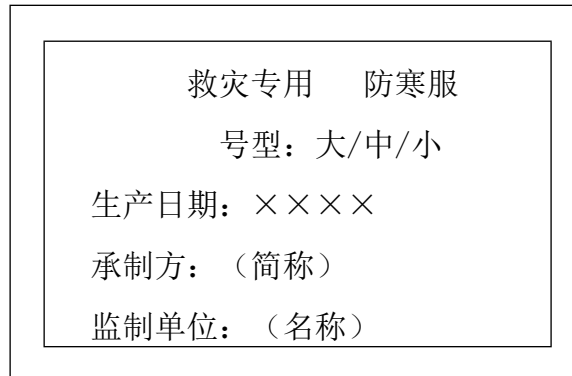 救灾专用 防寒服
号型：大/中/小
生产日期：××××
承制方：（简称）
监制单位：（名称）